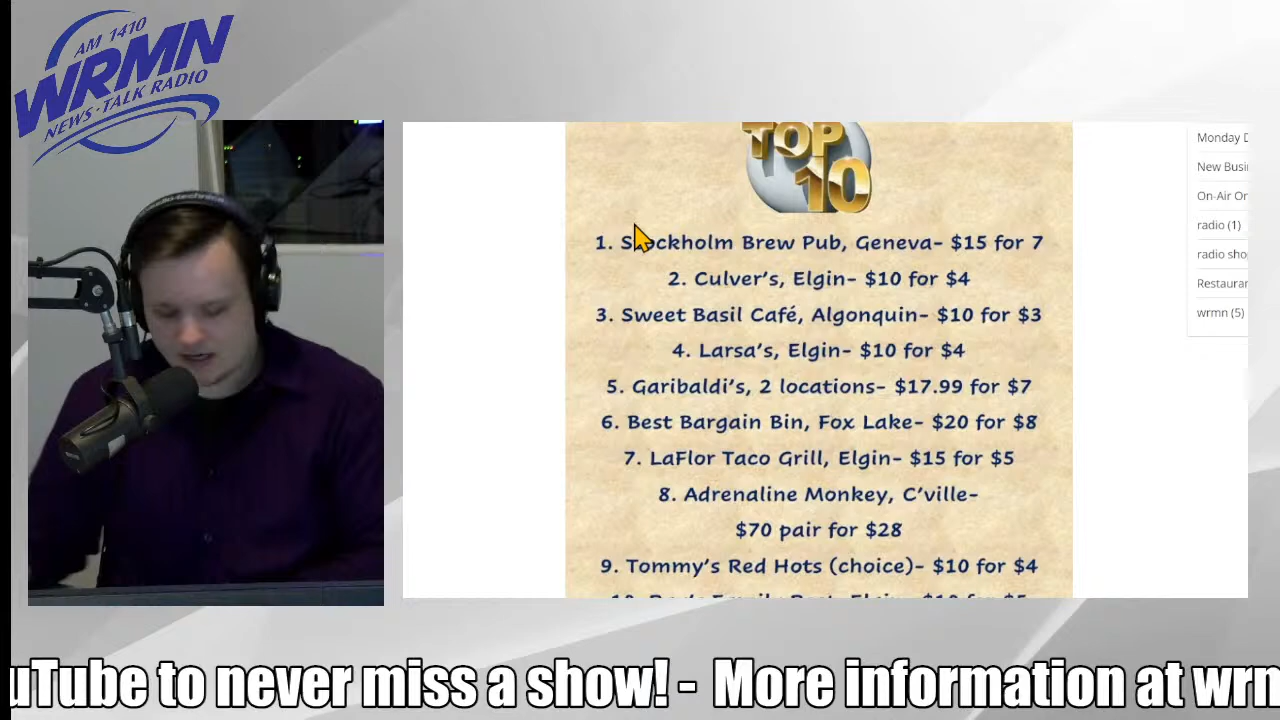 AM 1410
WRMN
NEWS·TALK RADIO
TOP
10
1. Stockholm Brew Pub, Geneva- $15 for 7
2. Culver's, Elgin- $10 for $4
3. Sweet Basil Café, Algonquin- $10 for $3
4. Larsa's, Elgin- $10 for $4
5. Garibaldi's, 2 locations- $17.99 for $7
6. Best Bargain Bin, Fox Lake- $20 for $8
7. LaFlor Taco Grill, Elgin- $15 for $5
8. Adrenaline Monkey, C'ville-
$70 pair for $28
9. Tommy's Red Hots (choice)- $10 for $4
Monday D
New Busi
On-Air Or
radio (1)
radio sho
Restaurar
wrmn (5)
uTube to never miss a show! - More information at wrm